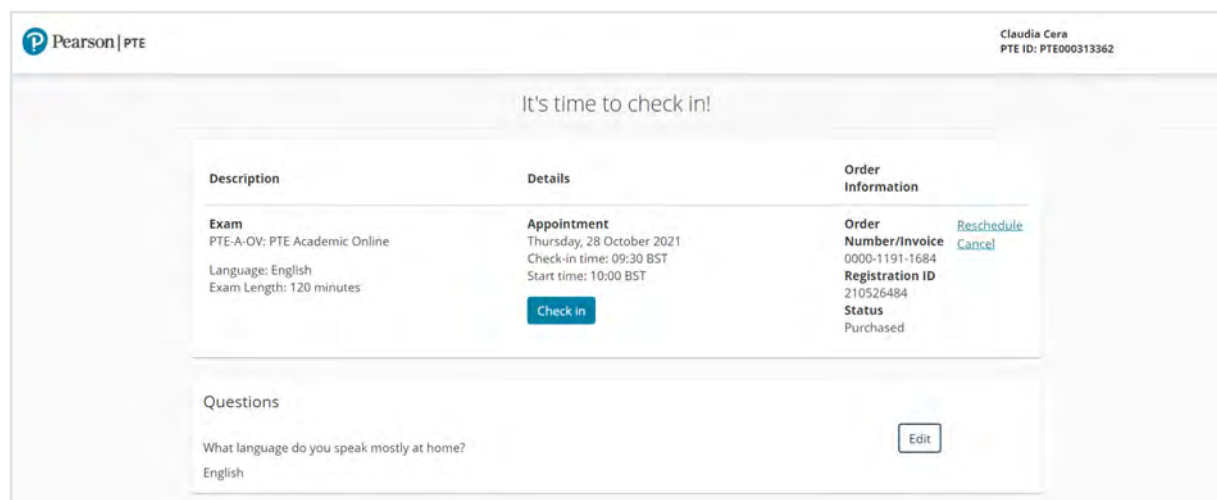 Pearson | PTE
Claudia Cera
PTE ID: PTE000313362
It's time to check in!
Description
Details
Order
Information
Exam
PTE-A-OV: PTE Academic Online
Language: English
Exam Length: 120 minutes
Appointment
Thursday, 28 October 2021
Check-in time: 09:30 BST
Start time: 10:00 BST
Check in
Order
Number/Invoice
0000-1191-1684
Registration ID
210526484
Status
Purchased
Reschedule
Cancel
Questions
What language do you speak mostly at home?
English
Edit